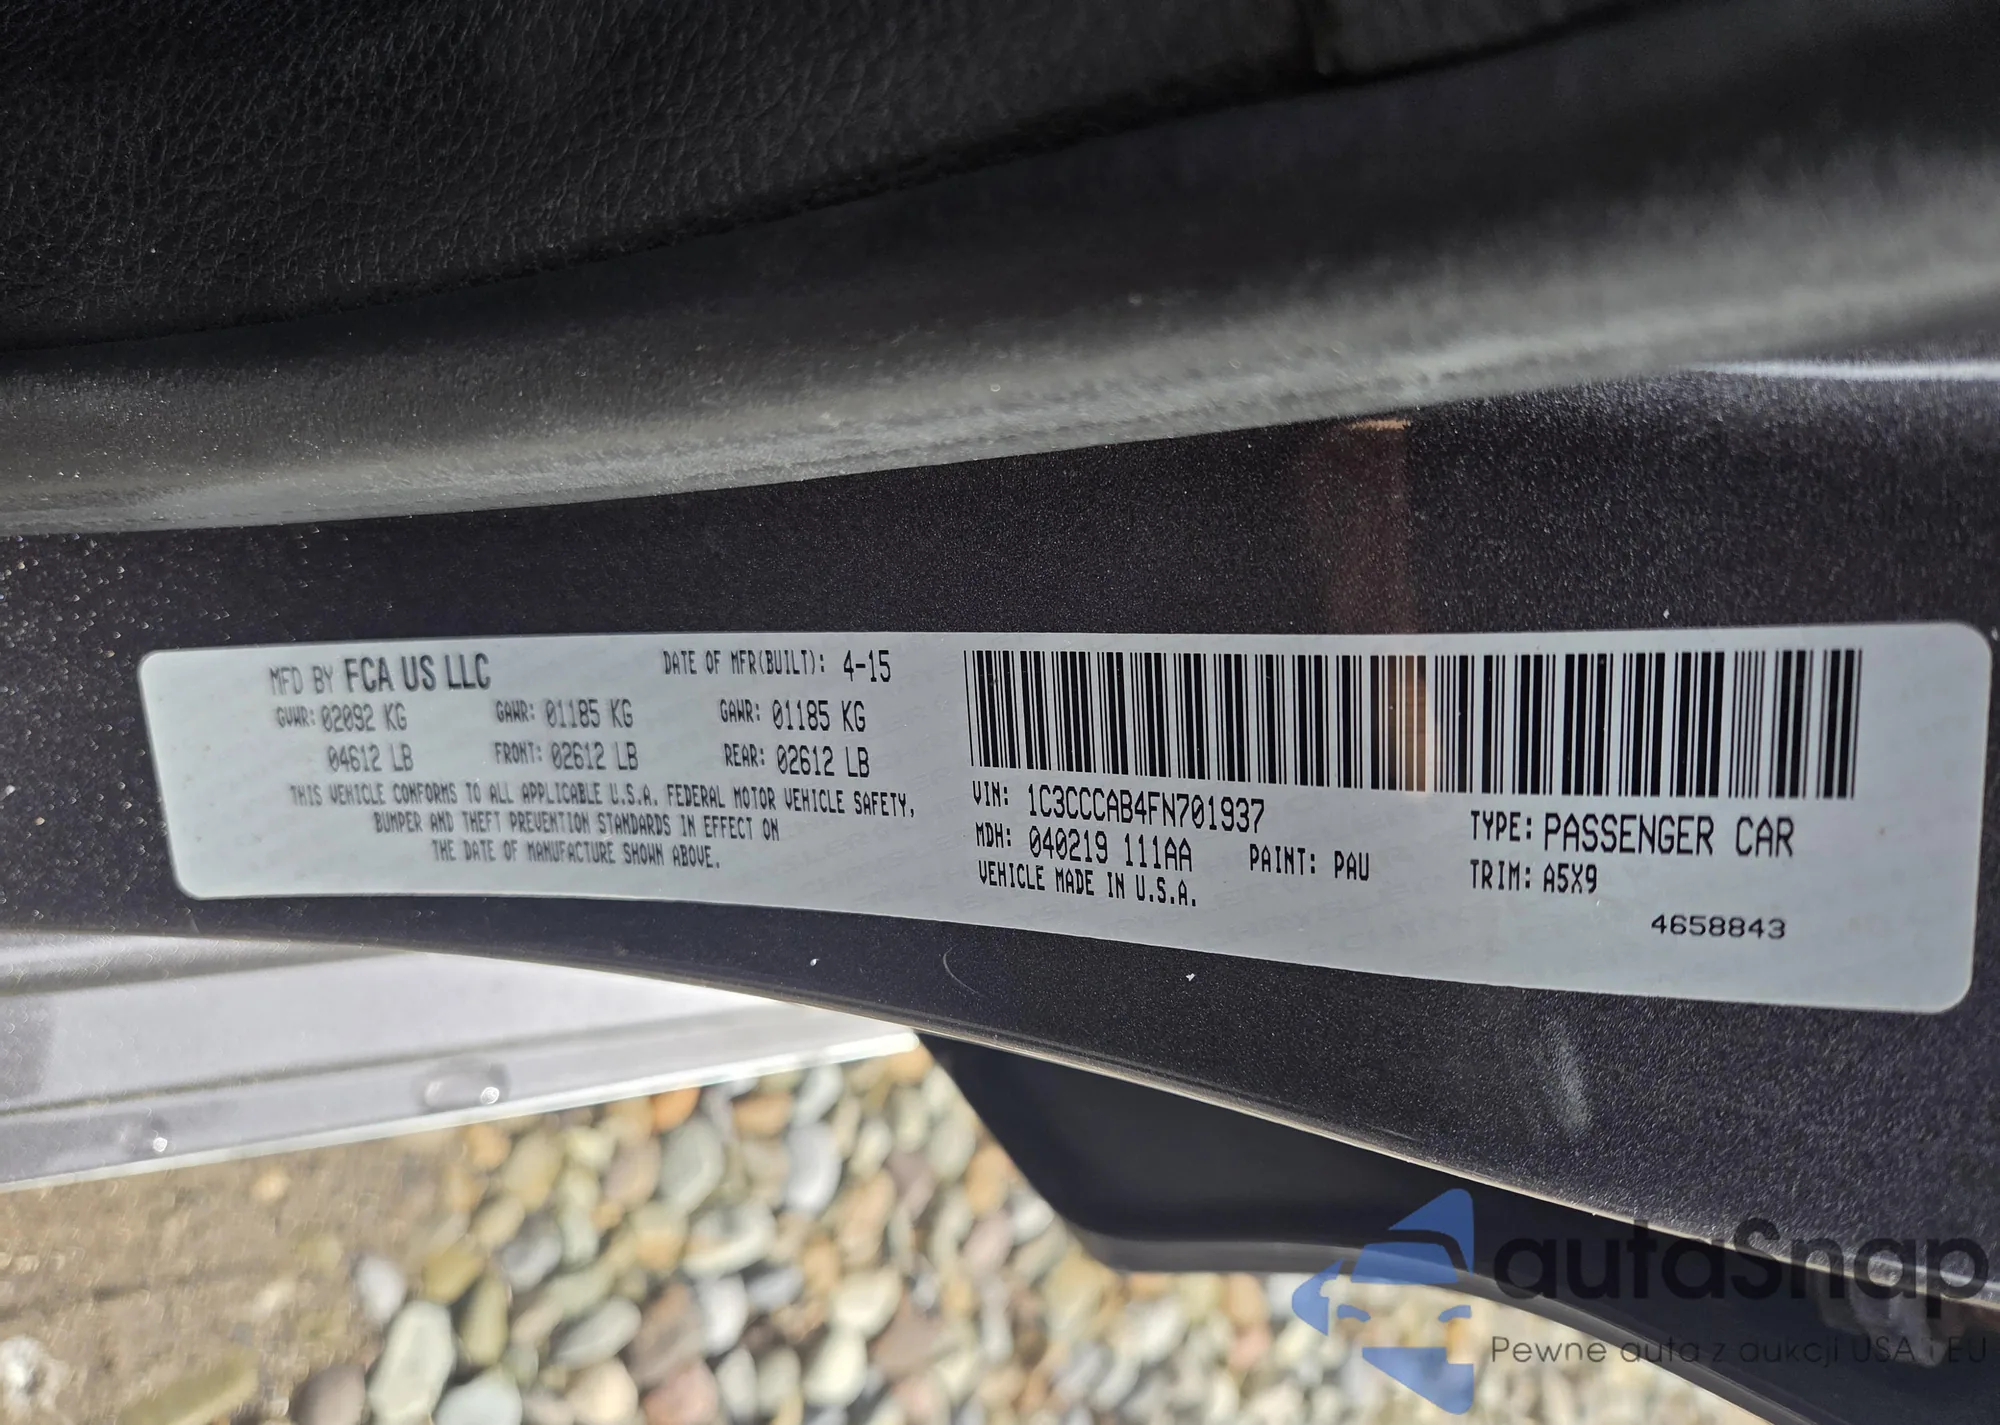 MFD BY FCA US LLC DATE OF MFR(BUILT): 4-15
GVWR: 02092 KG GAWR: 01185 KG GAWR: 01185 KG
04612 LB FRONT: 02612 LB REAR: 02612 LB
THIS VEHICLE CONFORMS TO ALL APPLICABLE U.S.A. FEDERAL MOTOR VEHICLE SAFETY,
BUMPER AND THEFT PREVENTION STANDARDS IN EFFECT ON
THE DATE OF MANUFACTURE SHOWN ABOVE.
VIN: 1C3CCCAB4FN701937 TYPE: PASSENGER CAR
MDH: 040219 111AA PAINT: PAU TRIM: A5X9
VEHICLE MADE IN U.S.A.
4658843
autaSnap
Pewne auta z aukcji USA i EU